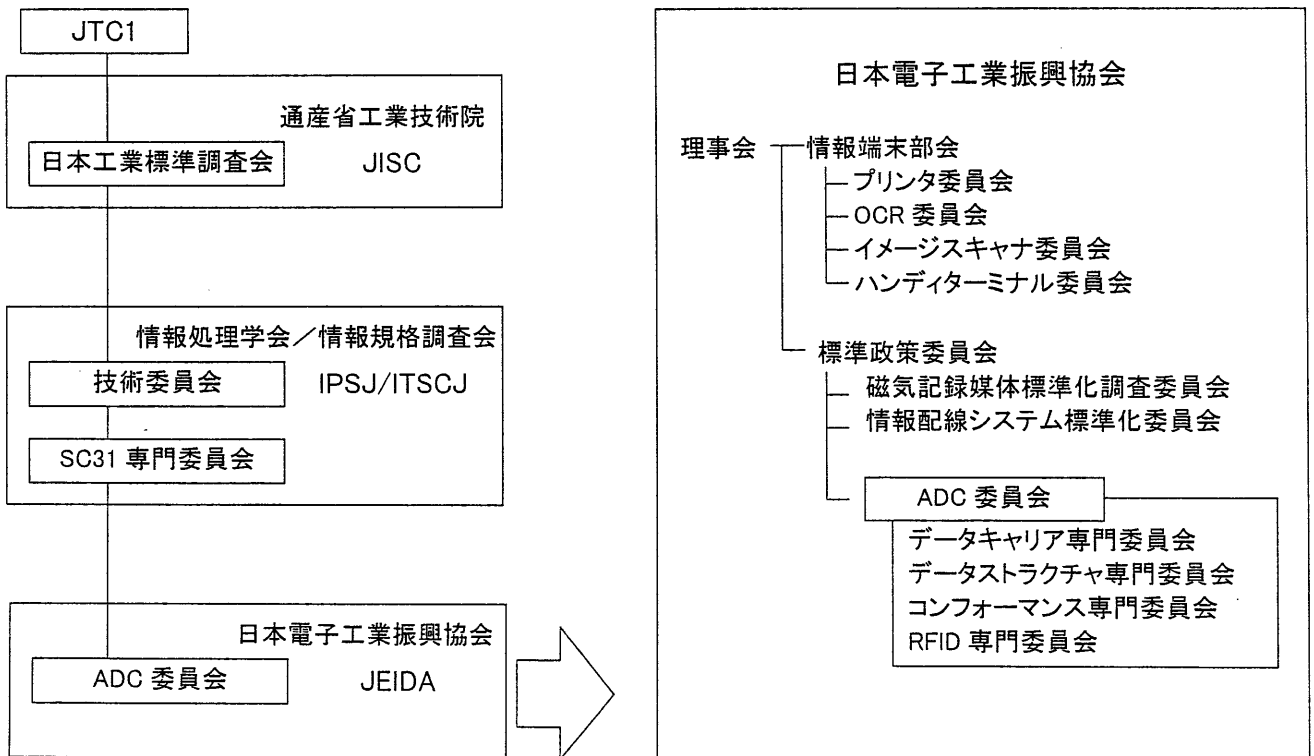 JTC1
通産省工業技術院
日本工業標準調査会 JISC
情報処理学会／情報規格調査会
技術委員会 IPSJ/ITSCJ
SC31 専門委員会
日本電子工業振興協会
ADC 委員会 JEIDA
日本電子工業振興協会
理事会 情報端末部会
プリンタ委員会
OCR 委員会
イメージスキャナ委員会
ハンディターミナル委員会
標準政策委員会
磁気記録媒体標準化調査委員会
情報配線システム標準化委員会
ADC 委員会
データキャリア専門委員会
データストラクチャ専門委員会
コンフォーマンス専門委員会
RFID 専門委員会